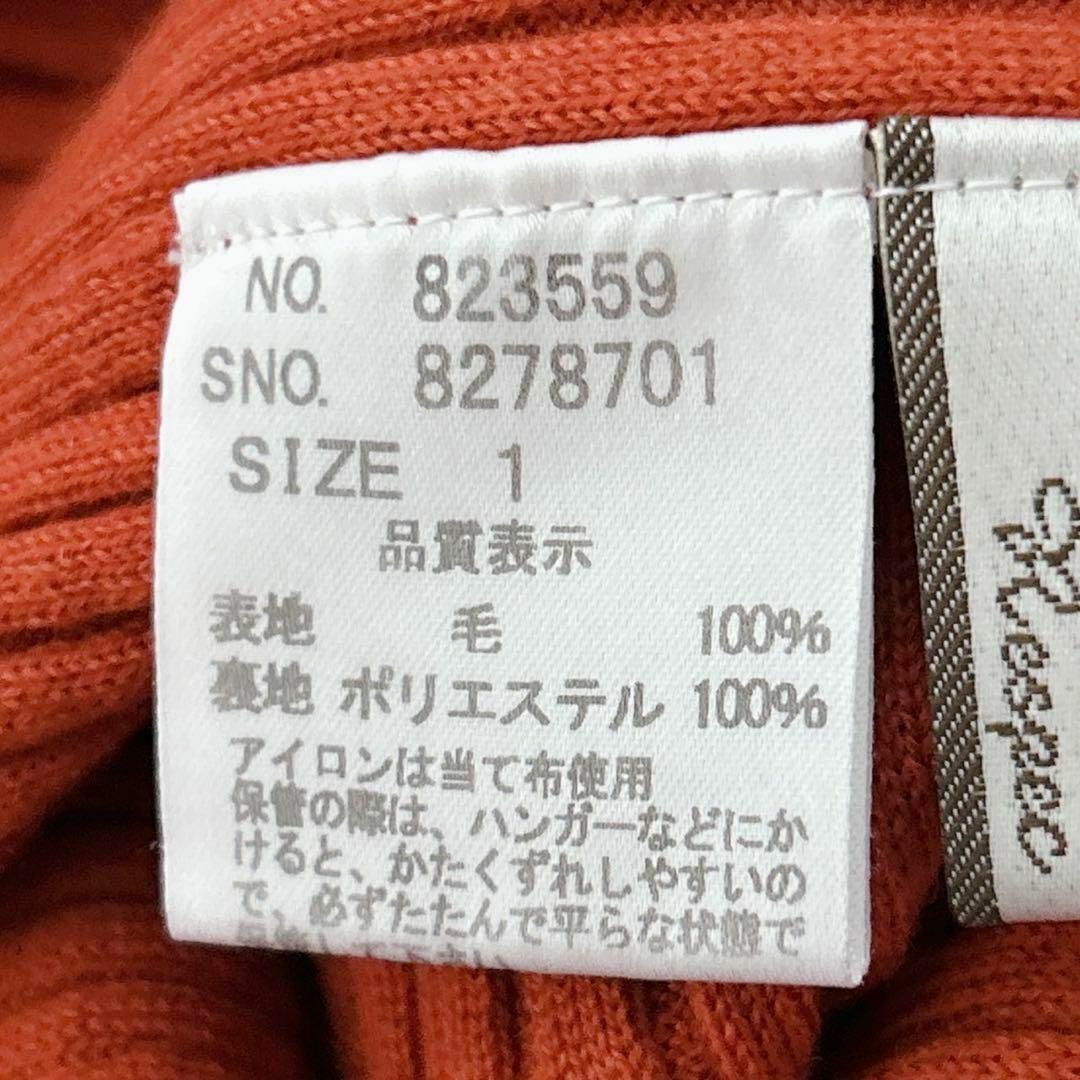 NO. 823559
SNO. 8278701
SIZE 1
品質表示
表地 毛 100%
裏地 ポリエステル 100%
アイロンは当て布使用
保管の際は、ハンガーなどにか
けると、かたくずれしやすいの
で、必ずたたんで平らな状態で